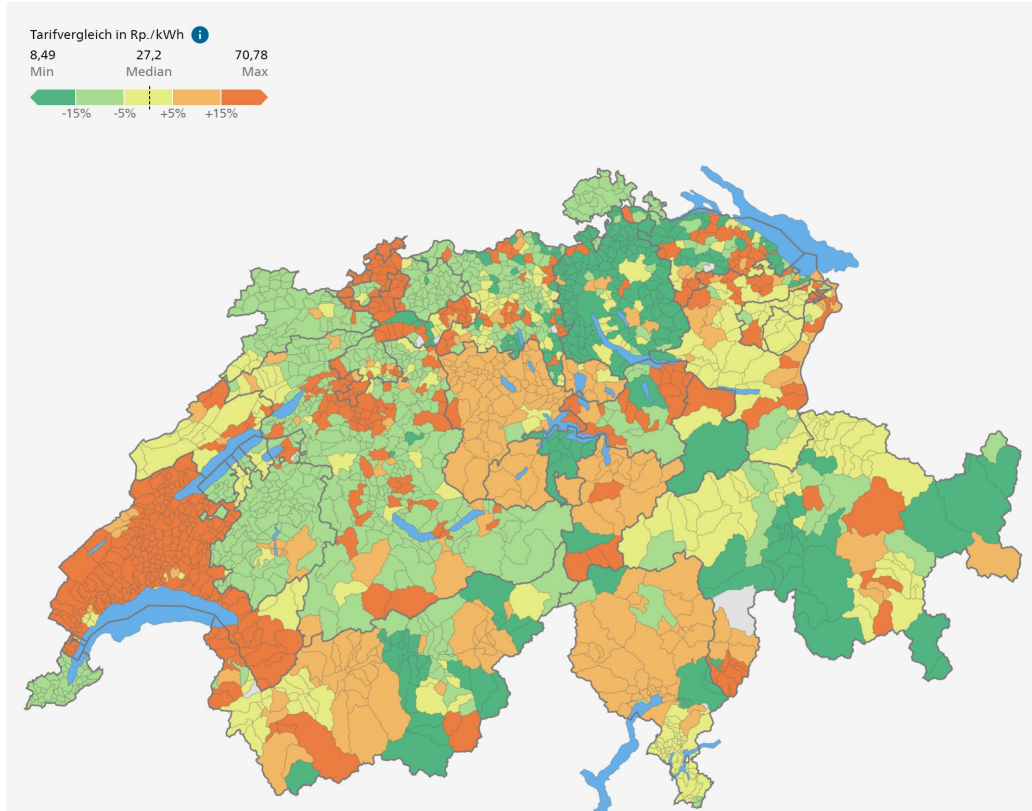 Tarifvergleich in Rp./kWh i
8,49 27,2 70,78
Min Median Max
-15% -5% +5% +15%